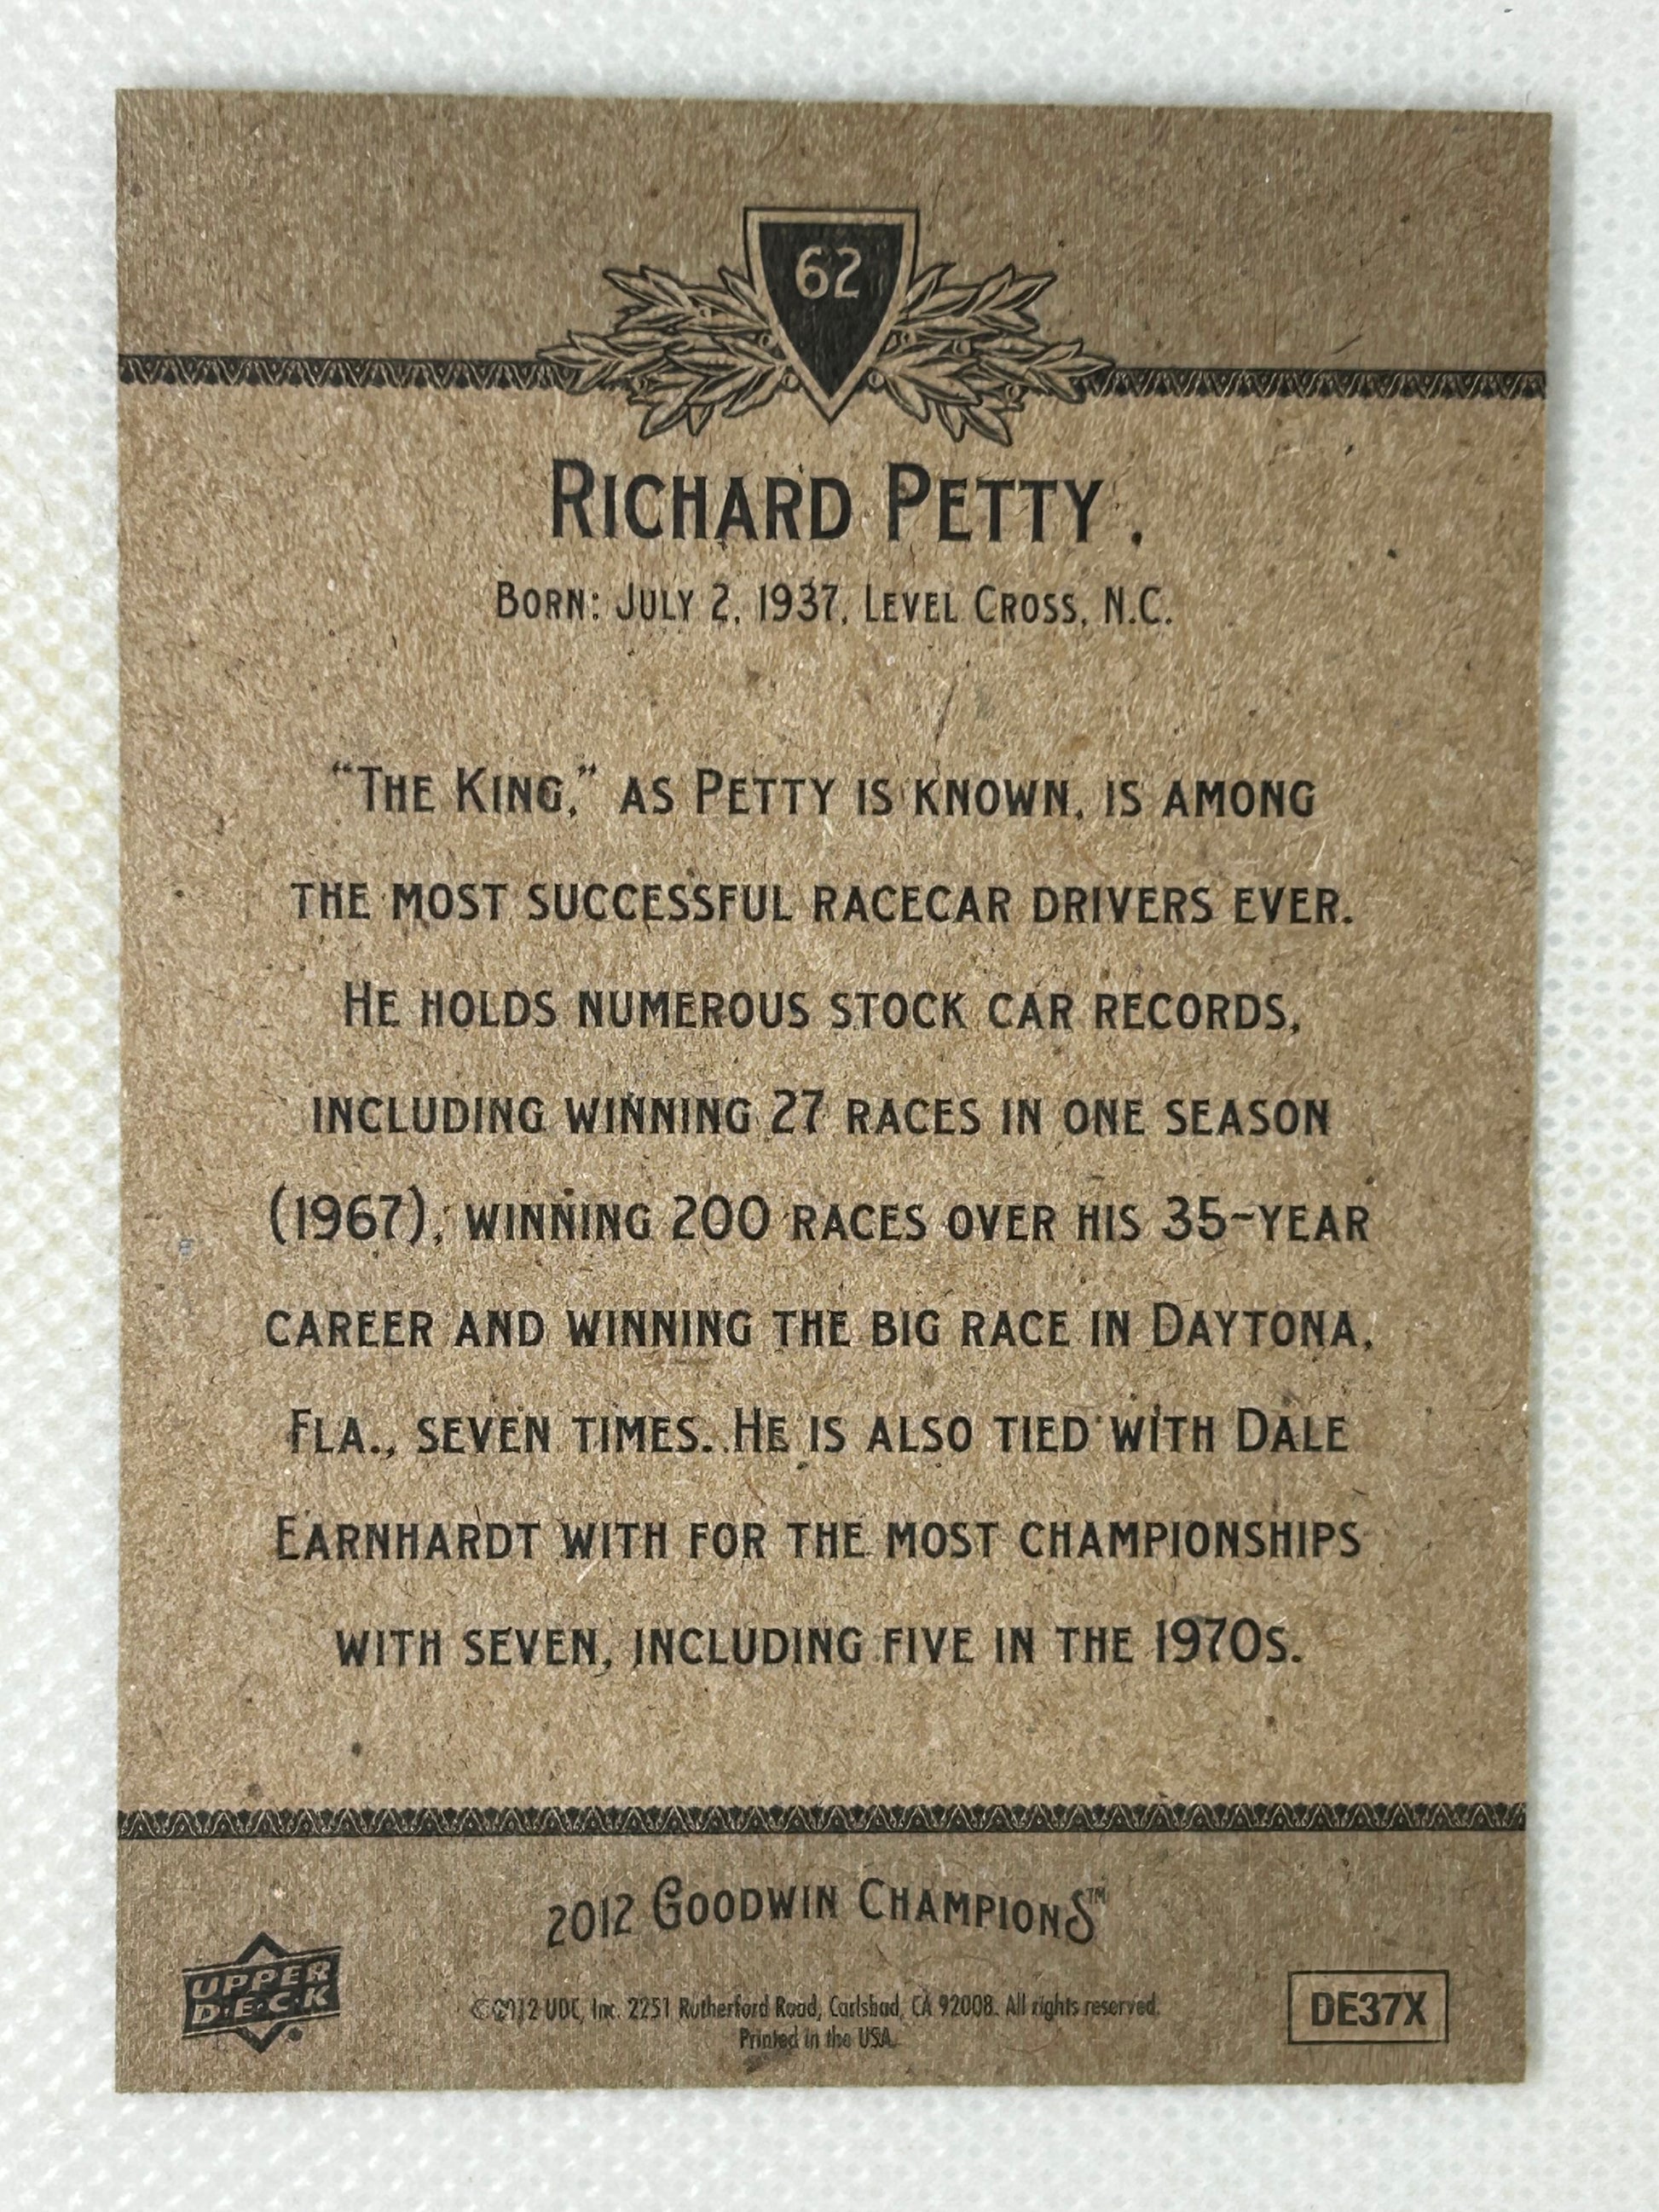 62
Richard Petty
Born: July 2, 1937, Level Cross, N.C.
“The King,” as Petty is known, is among
the most successful racecar drivers ever.
He holds numerous stock car records,
including winning 27 races in one season
(1967), winning 200 races over his 35-year
career and winning the big race in Daytona,
Fla., seven times. He is also tied with Dale
Earnhardt with for the most championships
with seven, including five in the 1970s.
2012 Goodwin Champions™
UPPER
D·E·C·K
©2012 UDC, Inc. 2251 Rutherford Road, Carlsbad, CA 92008. All rights reserved.
Printed in the USA.
DE37X